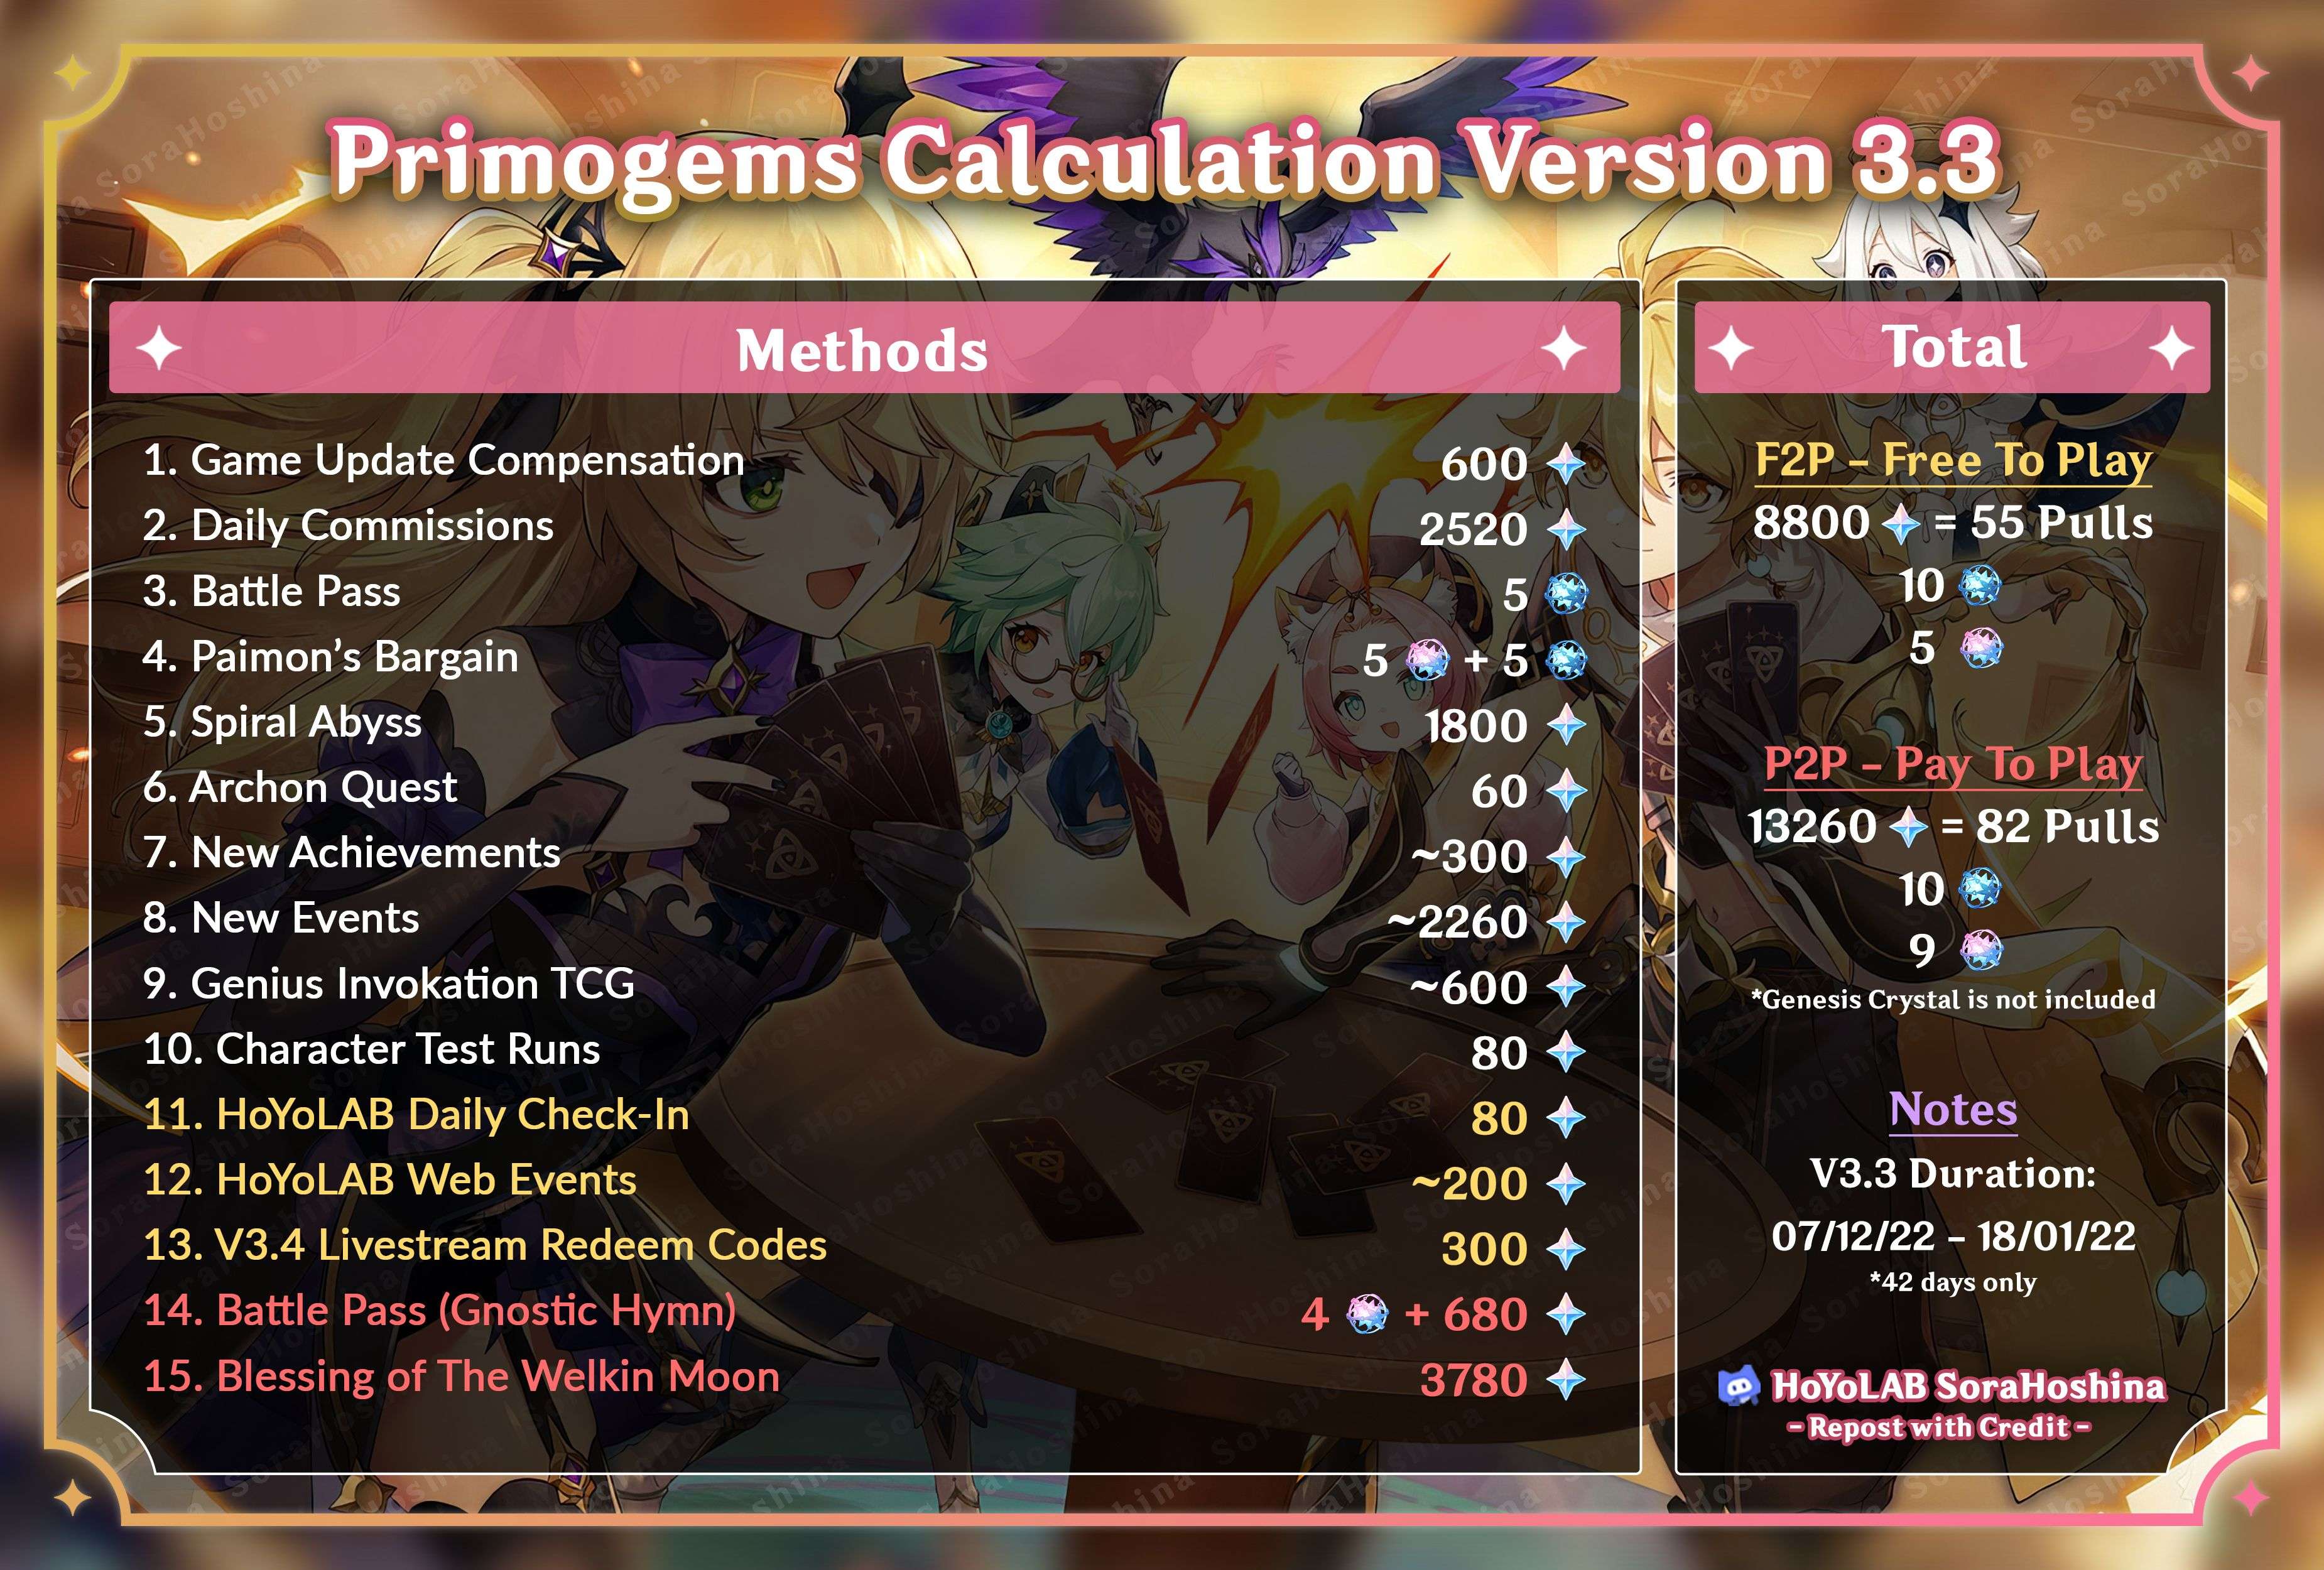 Primogems Calculation Version 3.3
Methods
1. Game Update Compensation 600
2. Daily Commissions 2520
3. Battle Pass 5
4. Paimon’s Bargain 5 + 5
5. Spiral Abyss 1800
6. Archon Quest 60
7. New Achievements ~300
8. New Events ~2260
9. Genius Invokation TCG ~600
10. Character Test Runs 80
11. HoYoLAB Daily Check-In 80
12. HoYoLAB Web Events ~200
13. V3.4 Livestream Redeem Codes 300
14. Battle Pass (Gnostic Hymn) 4 + 680
15. Blessing of The Welkin Moon 3780
Total
F2P - Free To Play
8800 = 55 Pulls
10
5
P2P - Pay To Play
13260 = 82 Pulls
10
9
*Genesis Crystal is not included
Notes
V3.3 Duration:
07/12/22 - 18/01/22
*42 days only
HoYoLAB SoraHoshina
- Repost with Credit -
SoraHoshina